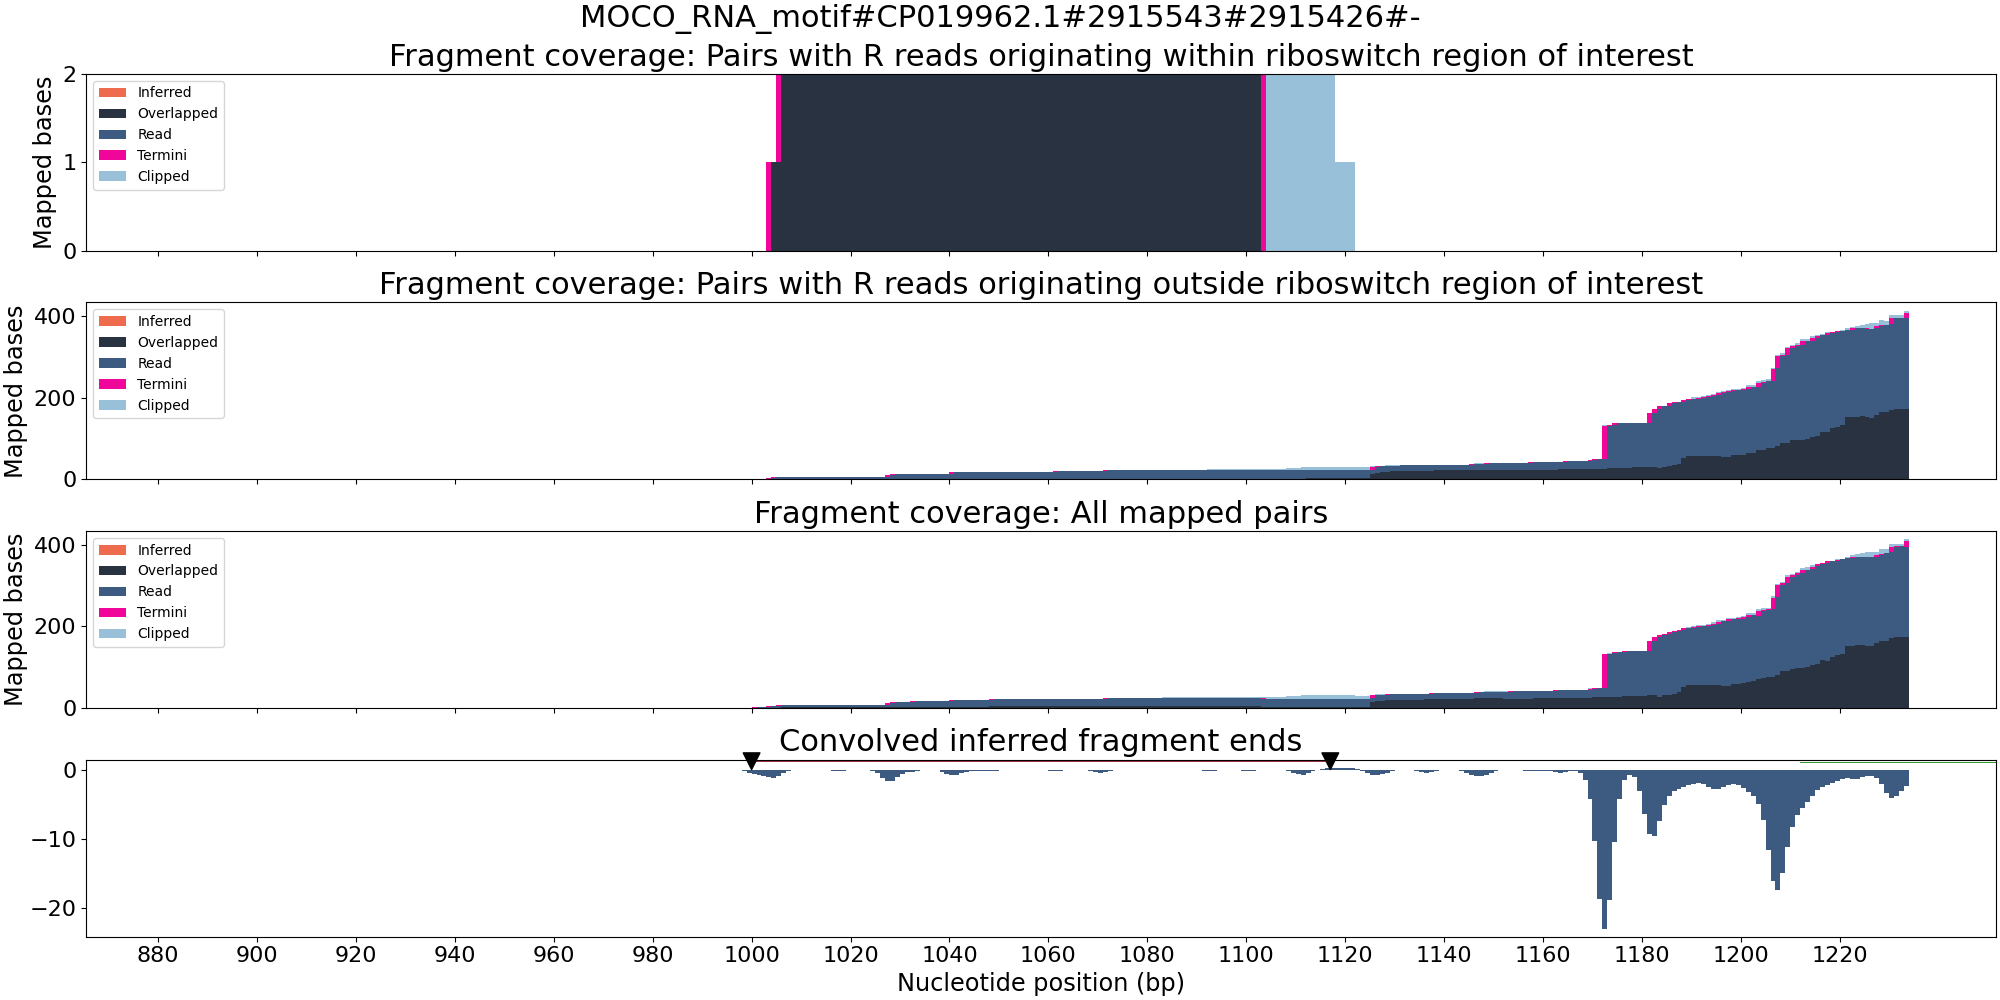 MOCO_RNA_motif#CP019962.1#2915543#2915426#-
Fragment coverage: Pairs with R reads originating within riboswitch region of interest
Mapped bases
2
1
0
Inferred
Overlapped
Read
Termini
Clipped
Fragment coverage: Pairs with R reads originating outside riboswitch region of interest
Mapped bases
400
200
0
Inferred
Overlapped
Read
Termini
Clipped
Fragment coverage: All mapped pairs
Mapped bases
400
200
0
Inferred
Overlapped
Read
Termini
Clipped
Convolved inferred fragment ends
0
−10
−20
880 900 920 940 960 980 1000 1020 1040 1060 1080 1100 1120 1140 1160 1180 1200 1220
Nucleotide position (bp)